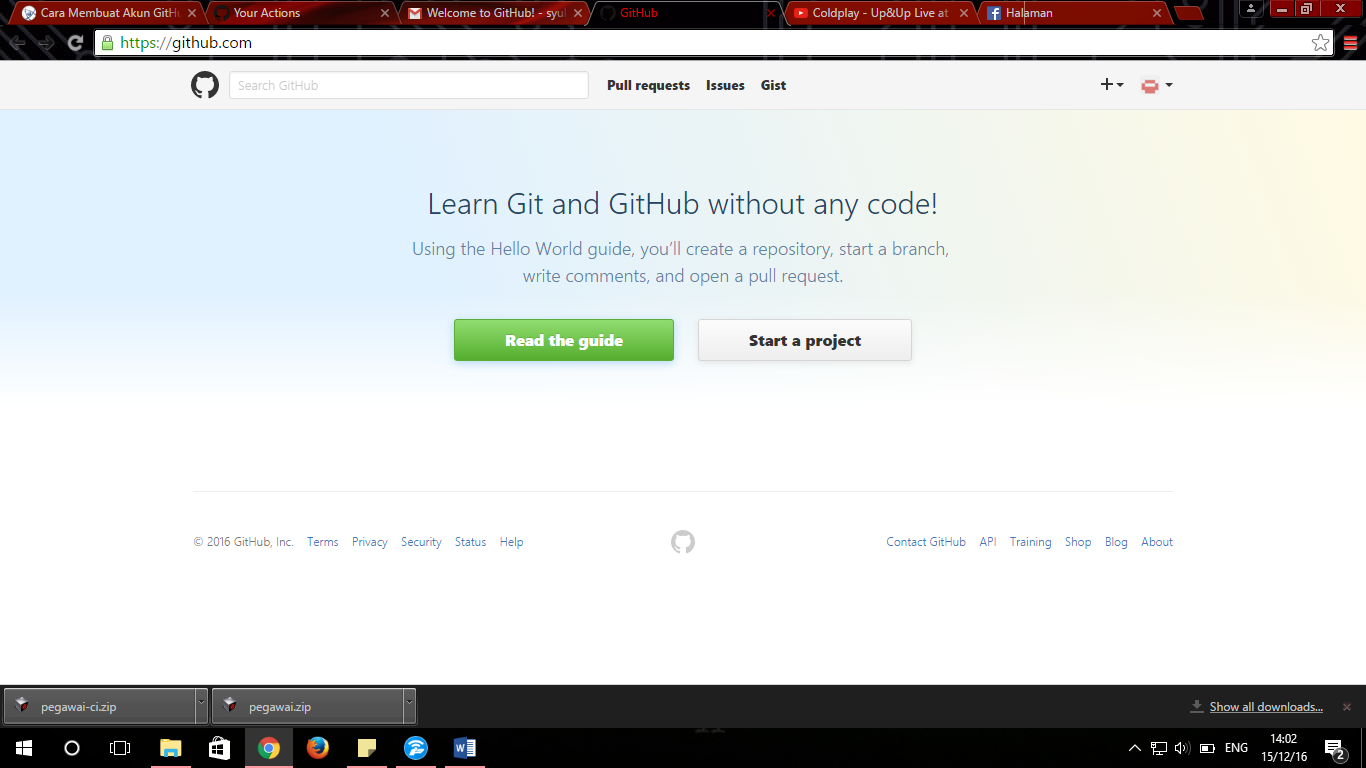 Cara Membuat Akun GitHu
Your Actions
Welcome to GitHub! - syul
GitHub
Coldplay - Up&Up Live at
Halaman
https://github.com
Search GitHub
Pull requests Issues Gist
Learn Git and GitHub without any code!
Using the Hello World guide, you’ll create a repository, start a branch,
write comments, and open a pull request.
Read the guide
Start a project
© 2016 GitHub, Inc. Terms Privacy Security Status Help
Contact GitHub API Training Shop Blog About
pegawai-ci.zip
pegawai.zip
Show all downloads...
ENG
14:02
15/12/16
2